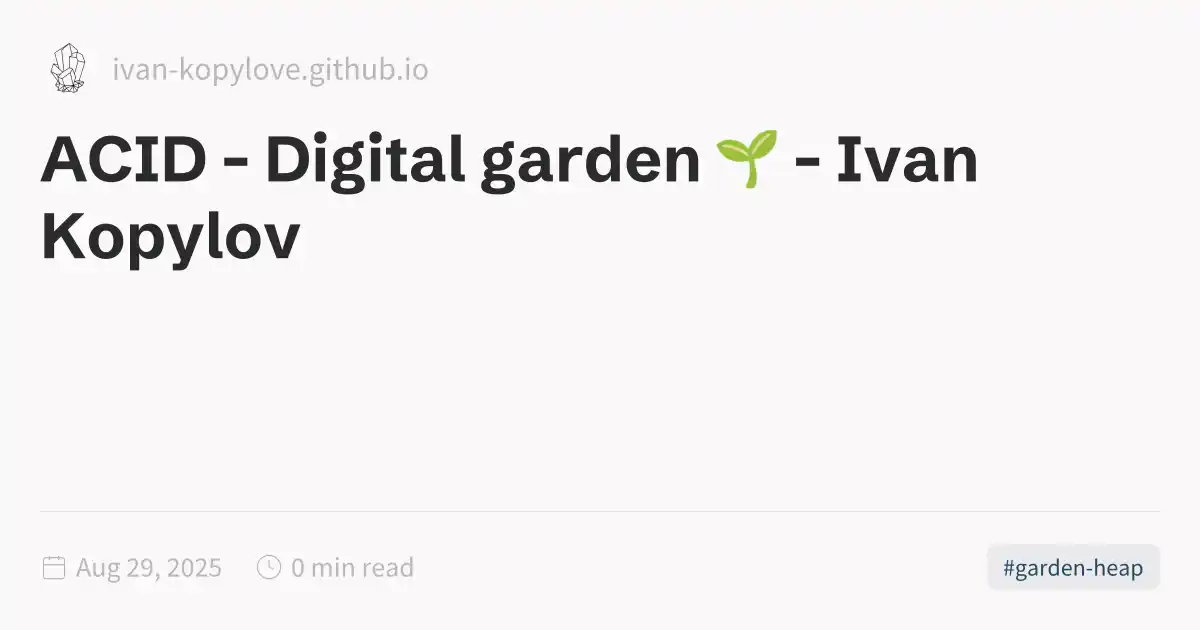 ivan-kopylove.github.io
ACID - Digital garden 🌱 - Ivan
Kopylov
Aug 29, 2025
0 min read
#garden-heap